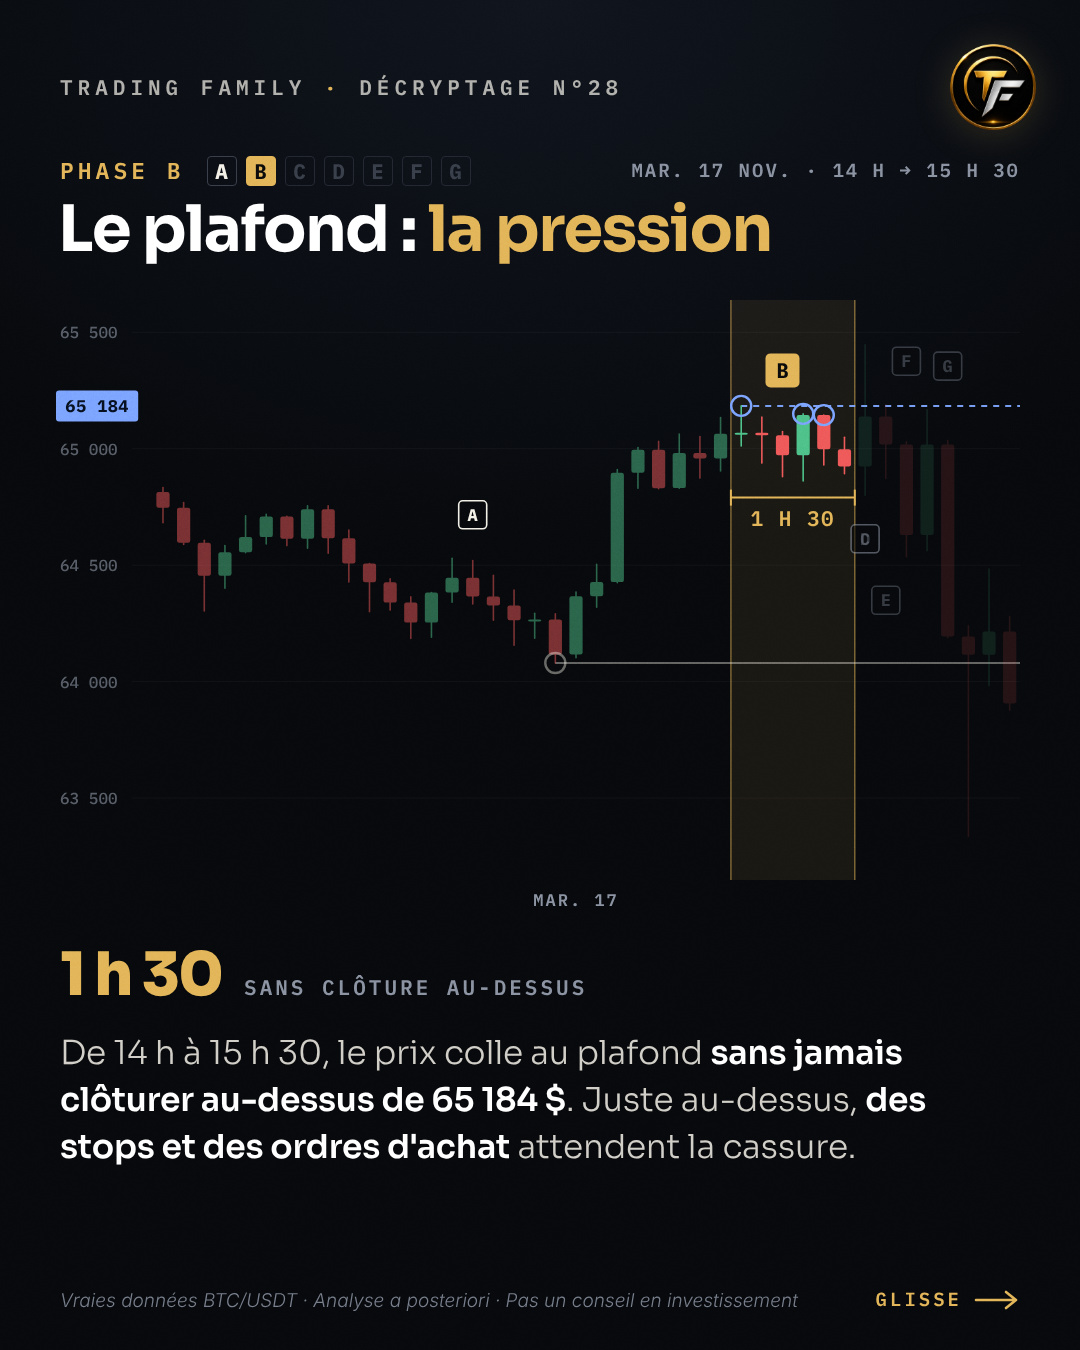 TRADING FAMILY · DÉCRYPTAGE N°28
TF
PHASE B A B C D E F G
MAR. 17 NOV. · 14 H → 15 H 30
Le plafond : la pression
65 500
65 184
65 000
64 500
64 000
63 500
B
F
G
A
1 H 30
D
E
MAR. 17
1 h 30 SANS CLÔTURE AU-DESSUS
De 14 h à 15 h 30, le prix colle au plafond sans jamais
clôturer au-dessus de 65 184 $. Juste au-dessus, des
stops et des ordres d'achat attendent la cassure.
Vraies données BTC/USDT · Analyse a posteriori · Pas un conseil en investissement
GLISSE →